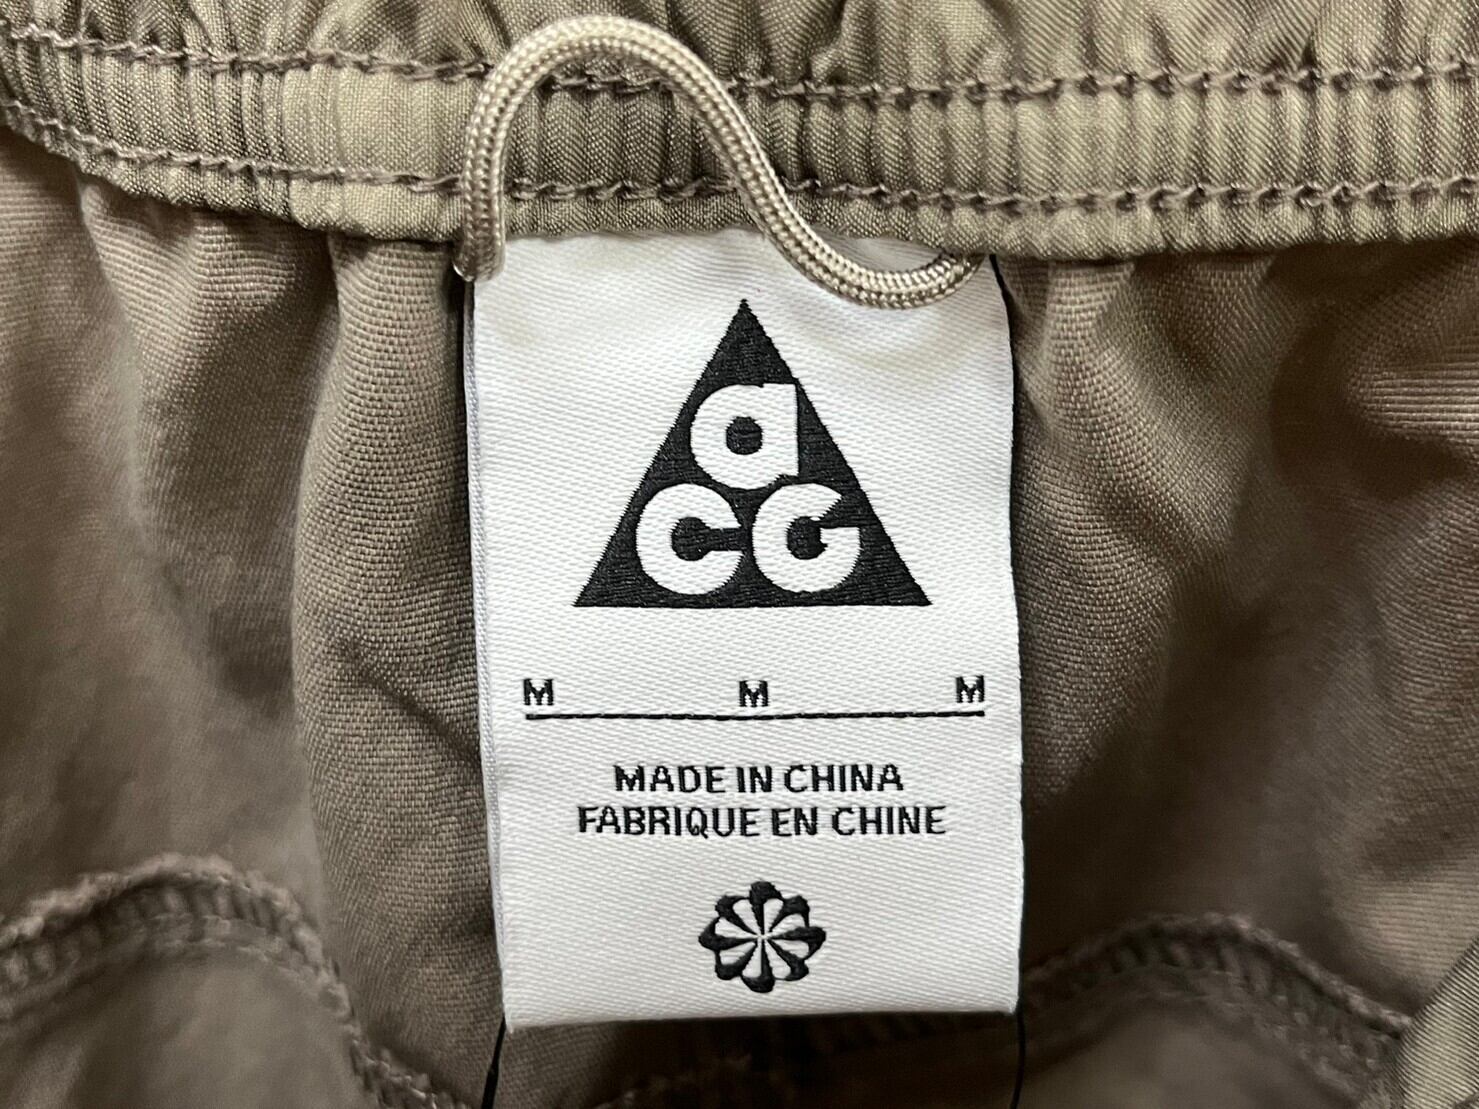 aCG
M M M
MADE IN CHINA
FABRIQUE EN CHINE